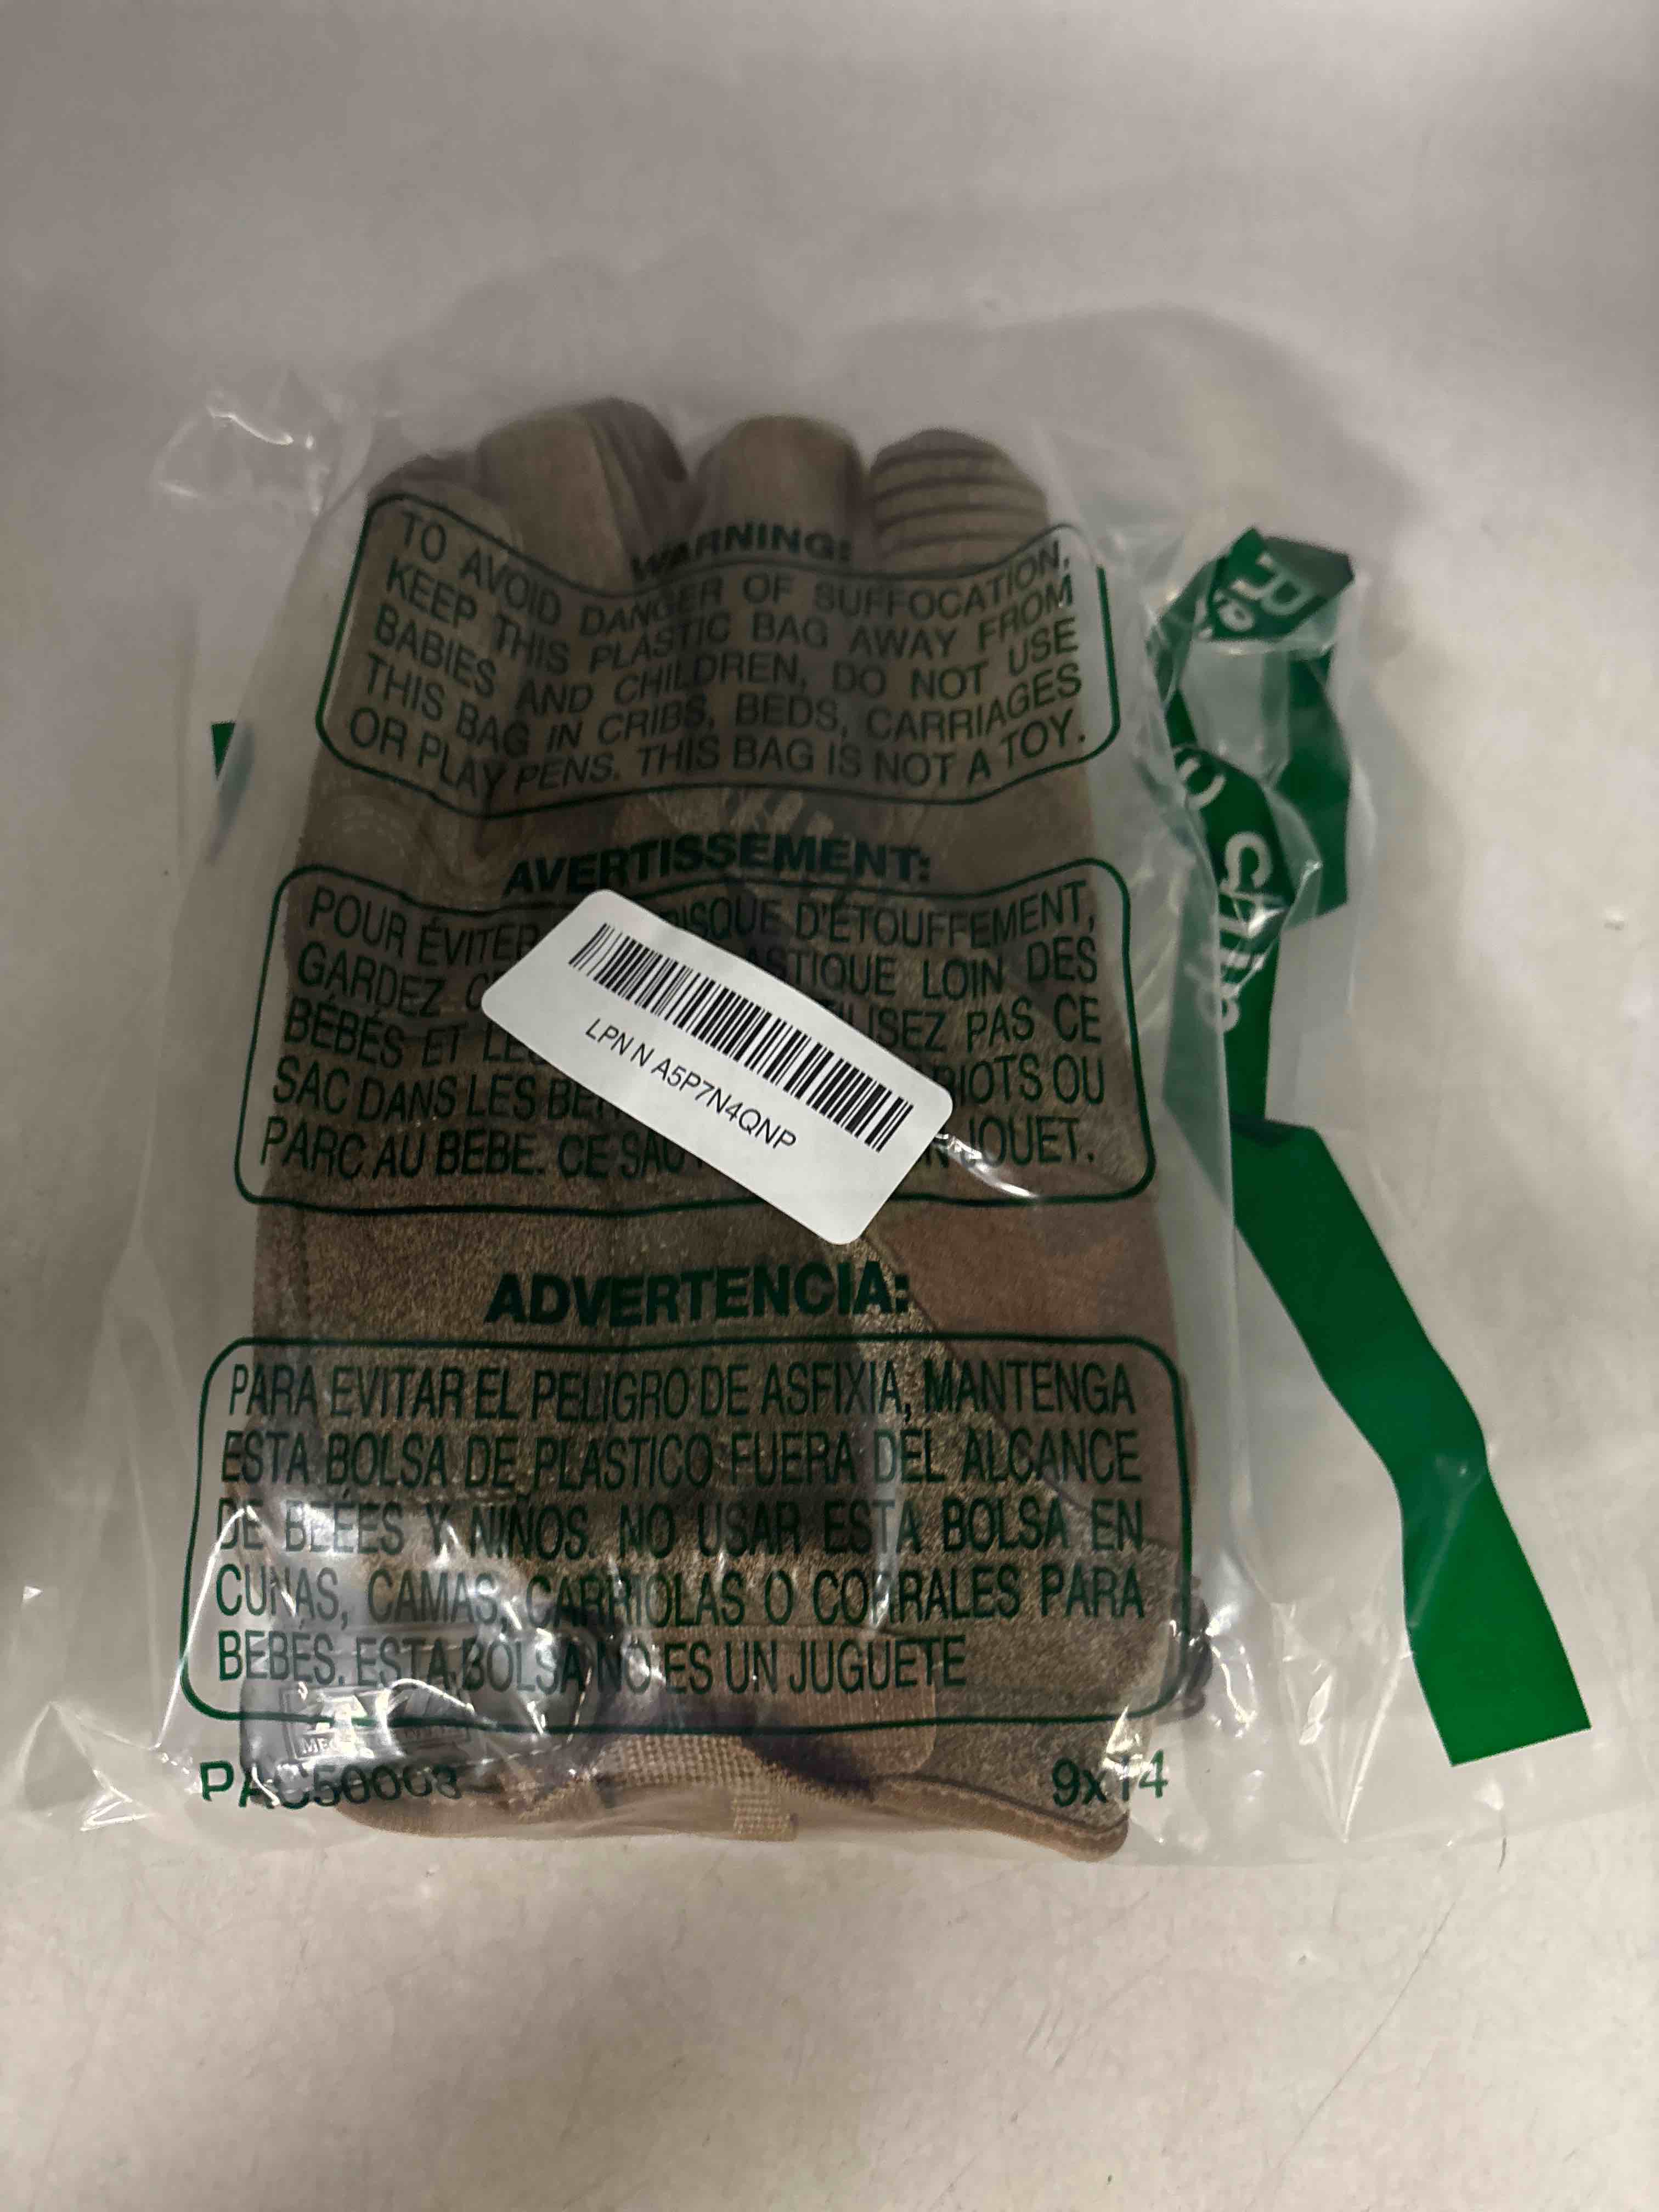 WARNING:
TO AVOID DANGER OF SUFFOCATION,
KEEP THIS PLASTIC BAG AWAY FROM
BABIES AND CHILDREN, DO NOT USE
THIS BAG IN CRIBS, BEDS, CARRIAGES
OR PLAY PENS. THIS BAG IS NOT A TOY.
AVERTISSEMENT:
POUR ÉVITER RISQUE D'ÉTOUFFEMENT,
GARDEZ LOIN DES
BÉBÉS ET PAS CE
SAC DANS LES OU
PARC AU BEBE. CE JOUET.
LPN N A5P7N4QNP
ADVERTENCIA:
PARA EVITAR EL PELIGRO DE ASFIXIA, MANTENGA
ESTA BOLSA DE PLASTICO FUERA DEL ALCANCE
DE BEÉES Y NIÑOS. NO USAR ESTA BOLSA EN
CUNAS, CAMAS, CARRIOLAS O CORRALES PARA
BEBÉS. ESTA BOLSA NO ES UN JUGUETE
PAC50003
9x14